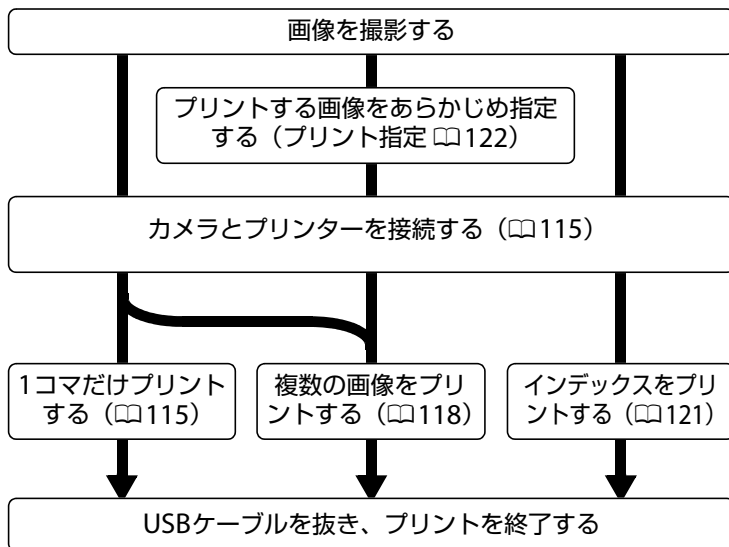 画像を撮影する
プリントする画像をあらかじめ指定
する（プリント指定 📖122）
カメラとプリンターを接続する（📖115）
1コマだけプリント
する（📖115）
複数の画像をプリ
ントする（📖118）
インデックスをプリ
ントする（📖121）
USBケーブルを抜き、プリントを終了する